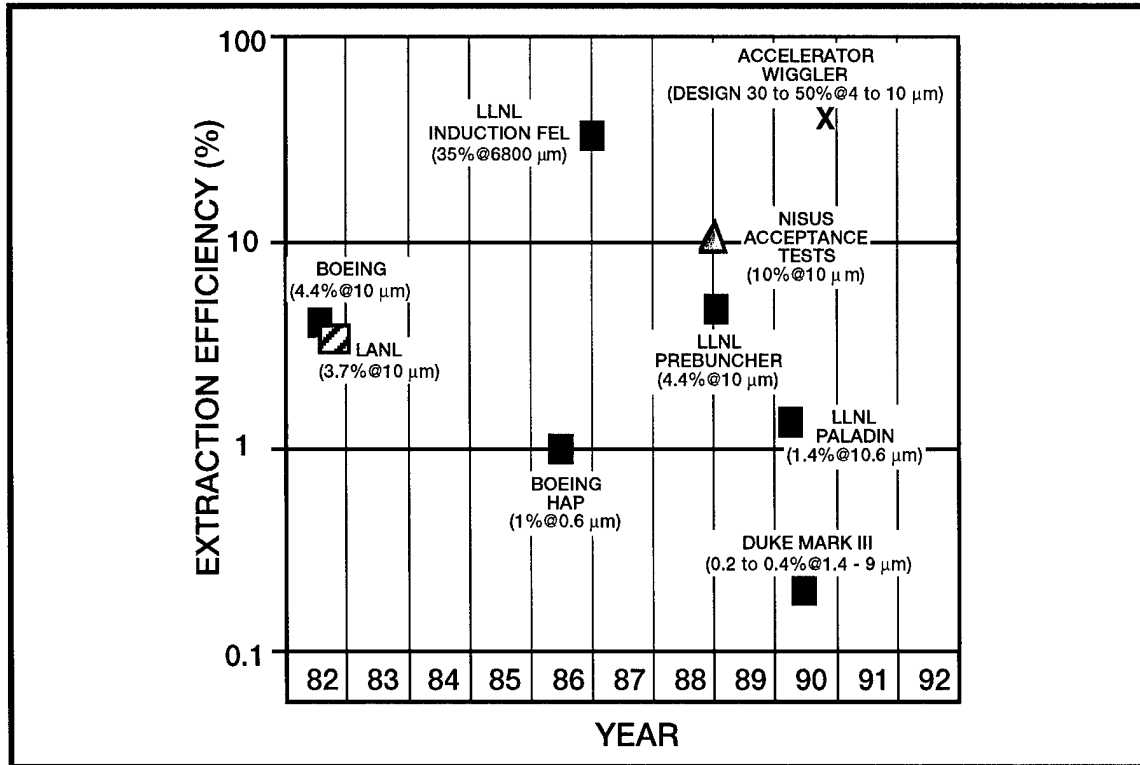 100
10
1
0.1
EXTRACTION EFFICIENCY (%)
ACCELERATOR
WIGGLER
(DESIGN 30 to 50%@4 to 10 μm)
X
LLNL
INDUCTION FEL
(35%@6800 μm)
NISUS
ACCEPTANCE
TESTS
(10%@10 μm)
BOEING
(4.4%@10 μm)
LANL
(3.7%@10 μm)
LLNL
PREBUNCHER
(4.4%@10 μm)
LLNL
PALADIN
(1.4%@10.6 μm)
BOEING
HAP
(1%@0.6 μm)
DUKE MARK III
(0.2 to 0.4%@1.4 - 9 μm)
82 83 84 85 86 87 88 89 90 91 92
YEAR